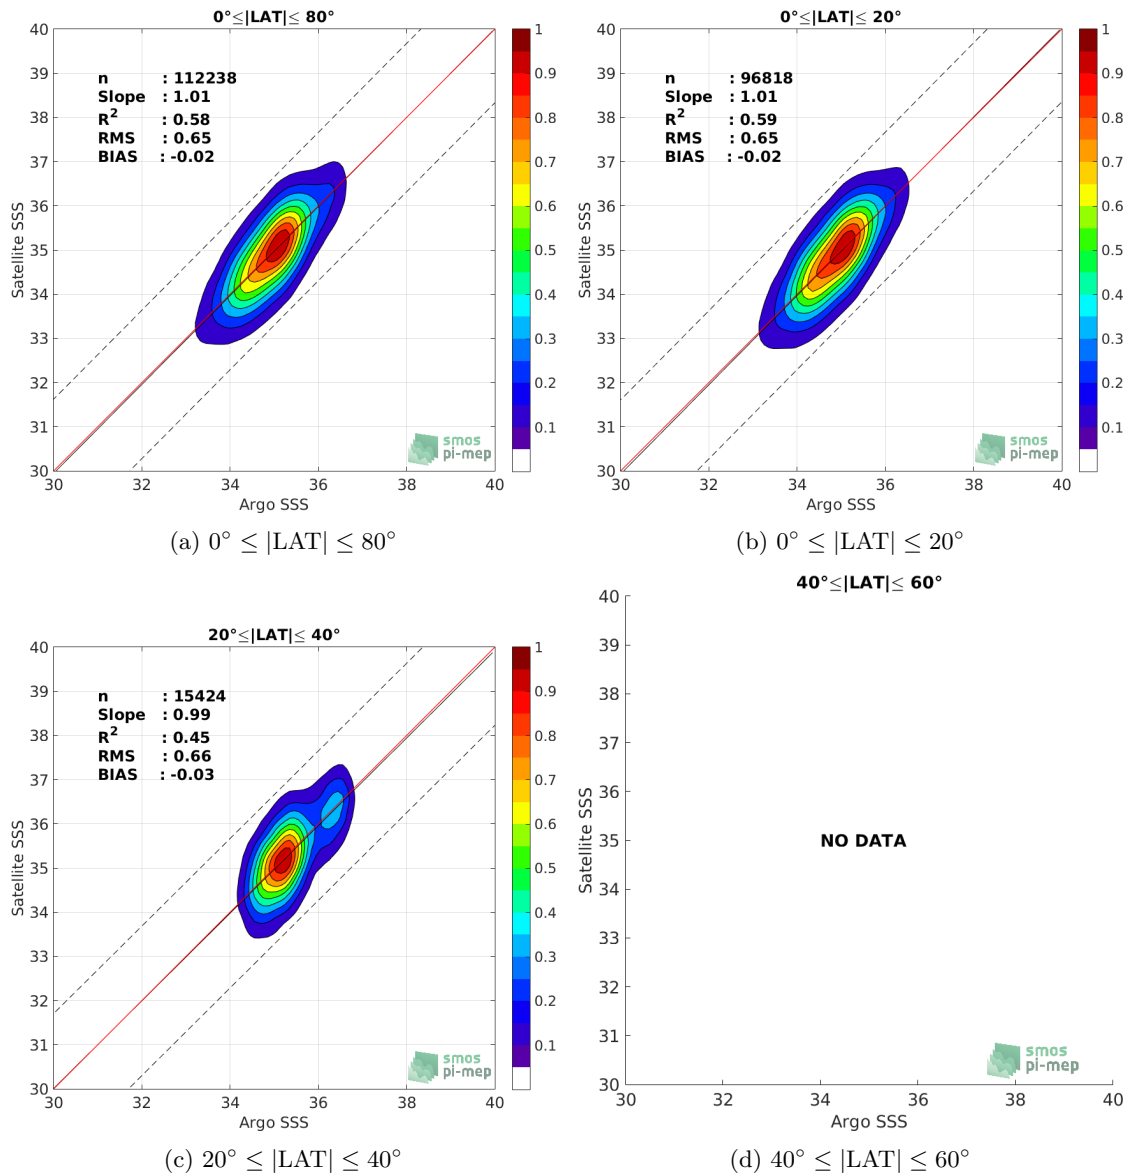 0°≤|LAT|≤ 80°
40
39
38
37
36
35
34
33
32
31
30
Satellite SSS
n : 112238
Slope : 1.01
R2 : 0.58
RMS : 0.65
BIAS : -0.02
smos
pi-mep
30 32 34 36 38 40
Argo SSS
1
0.9
0.8
0.7
0.6
0.5
0.4
0.3
0.2
0.1
(a) 0° ≤ |LAT| ≤ 80°
0°≤|LAT|≤ 20°
40
39
38
37
36
35
34
33
32
31
30
Satellite SSS
n : 96818
Slope : 1.01
R2 : 0.59
RMS : 0.65
BIAS : -0.02
smos
pi-mep
30 32 34 36 38 40
Argo SSS
1
0.9
0.8
0.7
0.6
0.5
0.4
0.3
0.2
0.1
(b) 0° ≤ |LAT| ≤ 20°
20°≤|LAT|≤ 40°
40
39
38
37
36
35
34
33
32
31
30
Satellite SSS
n : 15424
Slope : 0.99
R2 : 0.45
RMS : 0.66
BIAS : -0.03
smos
pi-mep
30 32 34 36 38 40
Argo SSS
1
0.9
0.8
0.7
0.6
0.5
0.4
0.3
0.2
0.1
(c) 20° ≤ |LAT| ≤ 40°
40°≤|LAT|≤ 60°
40
39
38
37
36
35
34
33
32
31
30
Satellite SSS
NO DATA
smos
pi-mep
30 32 34 36 38 40
Argo SSS
(d) 40° ≤ |LAT| ≤ 60°